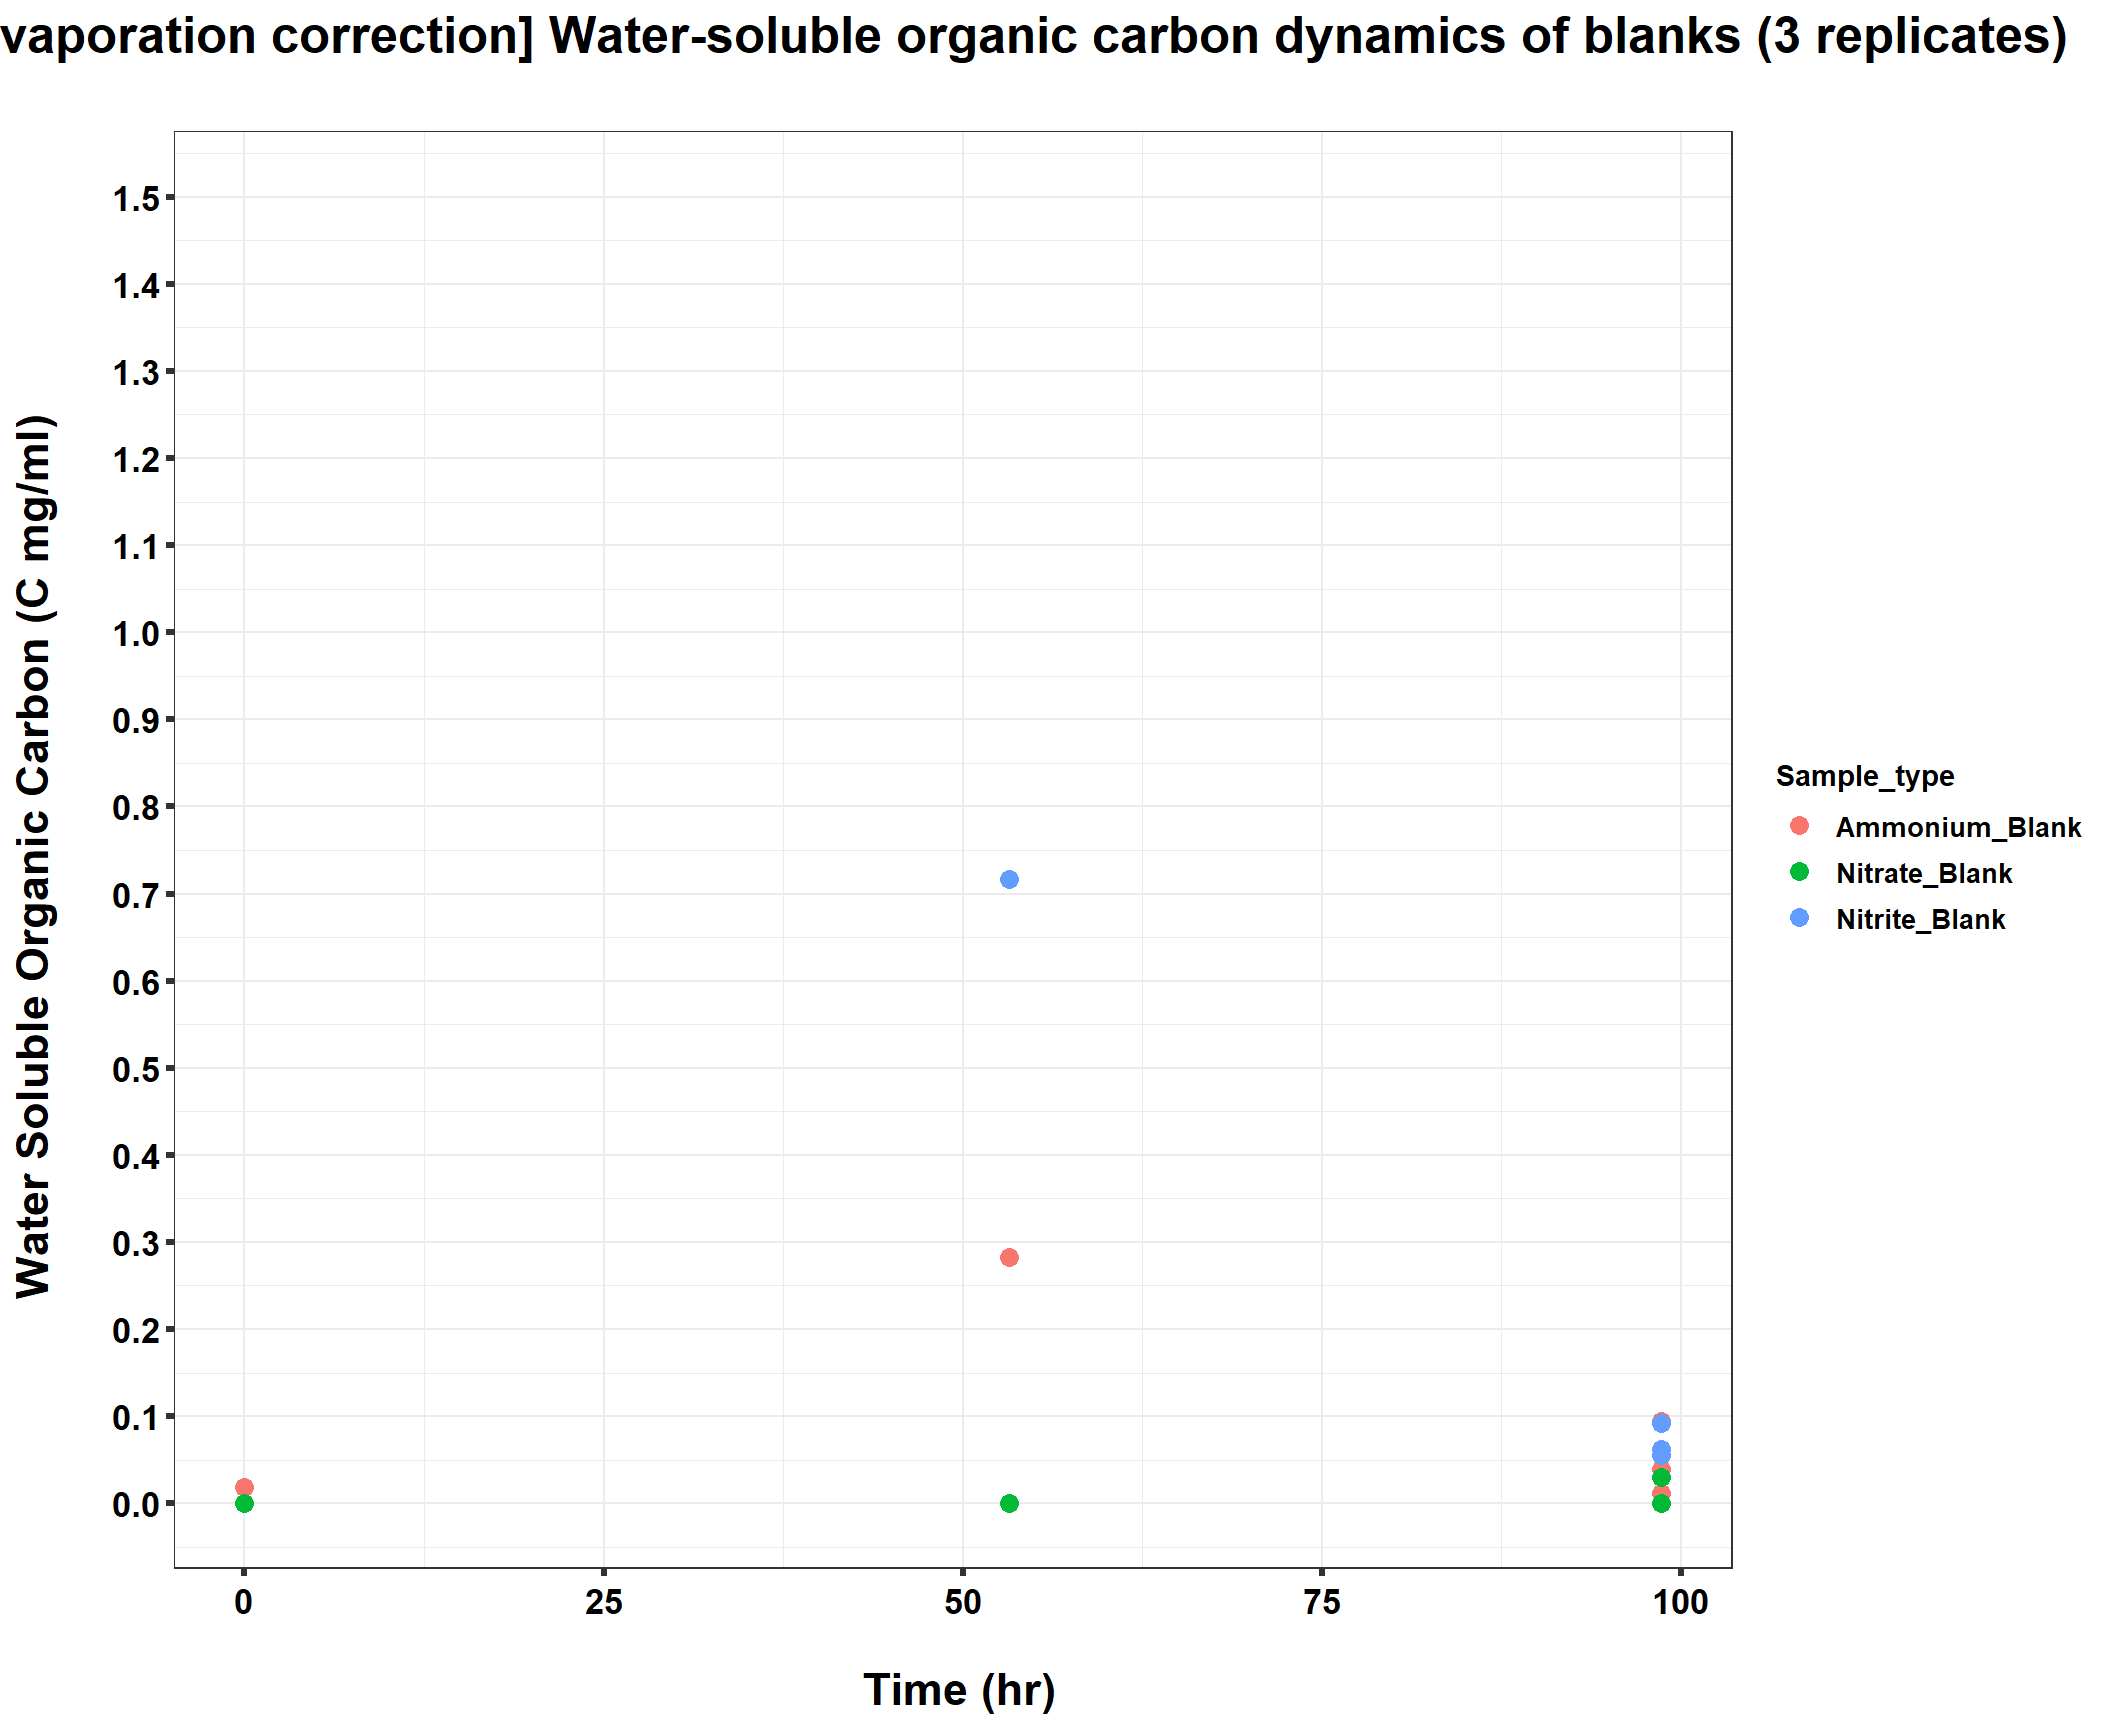 vaporation correction] Water-soluble organic carbon dynamics of blanks (3 replicates)
Water Soluble Organic Carbon (C mg/ml)
1.5
1.4
1.3
1.2
1.1
1.0
0.9
0.8
0.7
0.6
0.5
0.4
0.3
0.2
0.1
0.0
0 25 50 75 100
Time (hr)
Sample_type
Ammonium_Blank
Nitrate_Blank
Nitrite_Blank